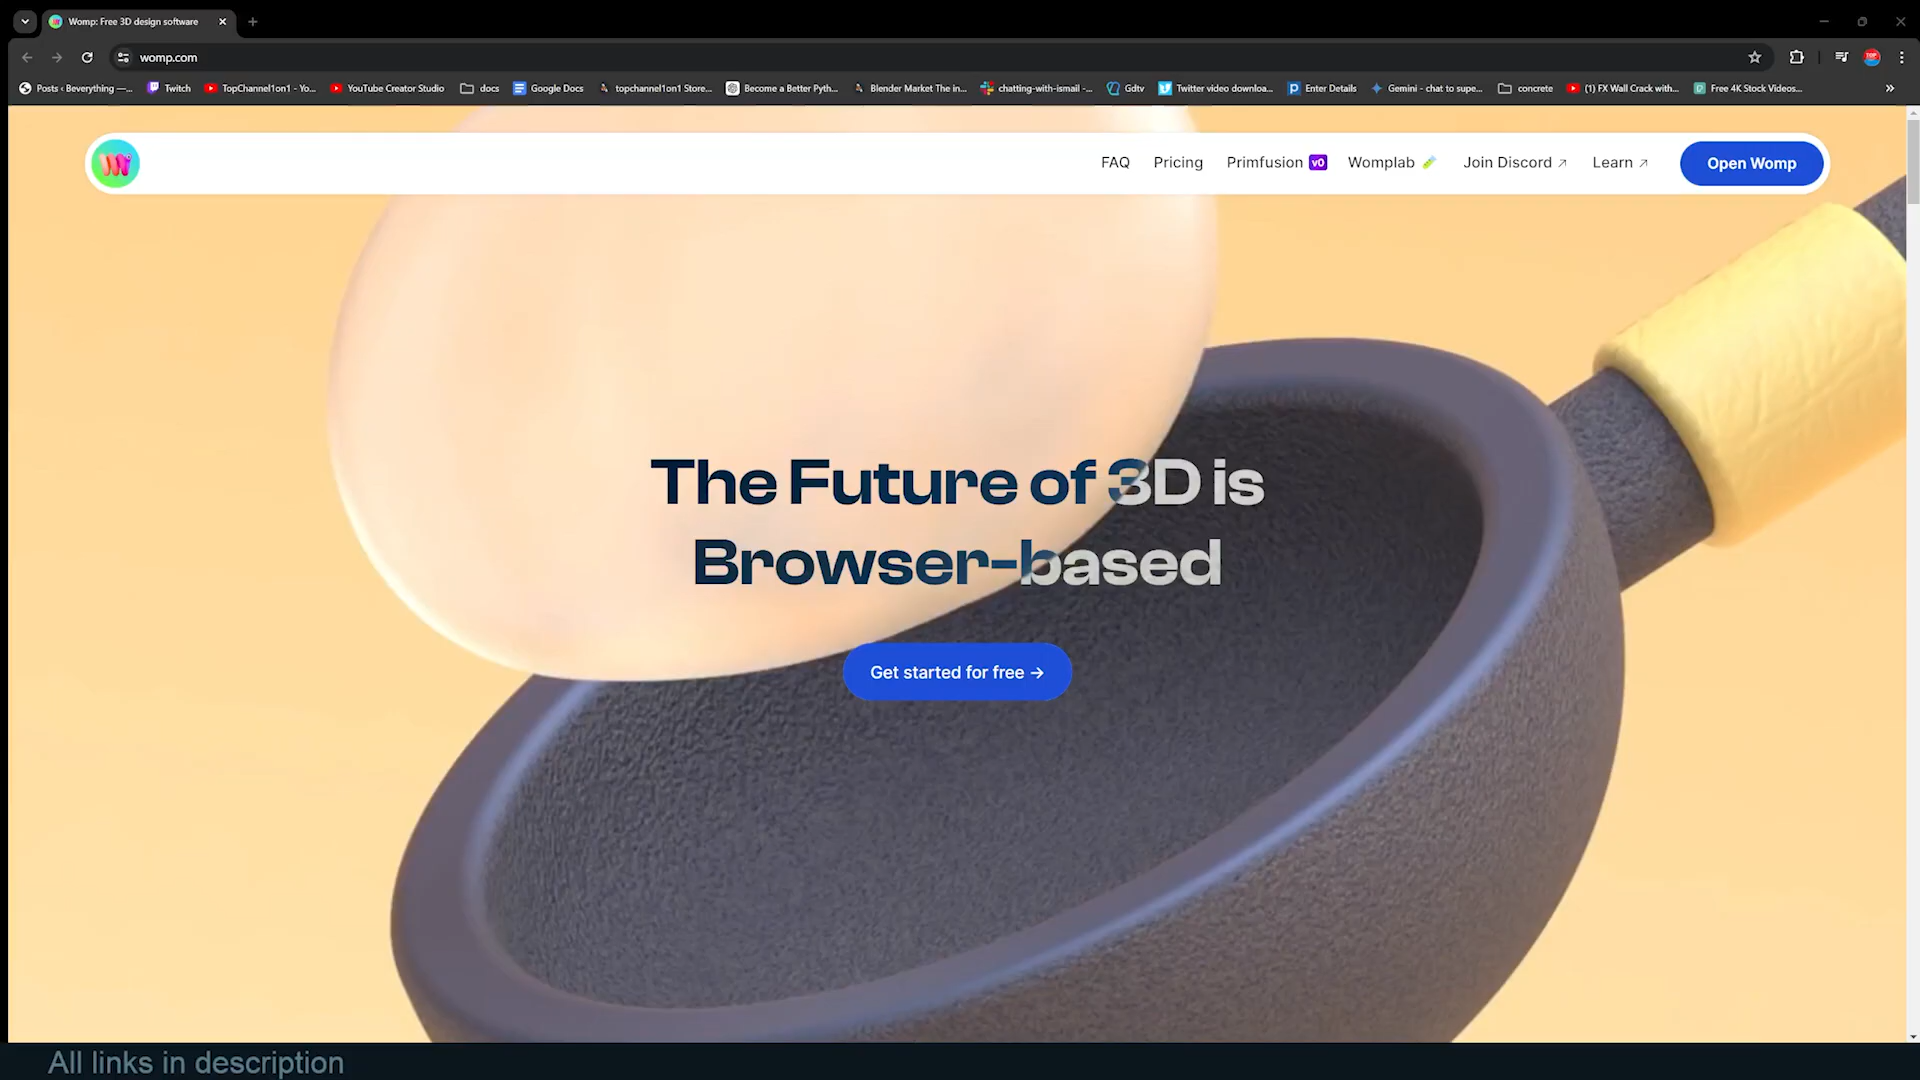 Womp: Free 3D design software
womp.com
Posts ‹ Beverything —... Twitch TopChannel1on1 - Yo... YouTube Creator Studio docs Google Docs topchannel1on1 Store... Become a Better Pyth... Blender Market The in... chatting-with-ismail -... Gdtv Twitter video downloa... Enter Details Gemini - chat to supe... concrete (1) FX Wall Crack with... Free 4K Stock Videos...
FAQ Pricing Primfusion v0 Womplab Join Discord ↗ Learn ↗ Open Womp
The Future of 3D is
Browser-based
Get started for free →
All links in description